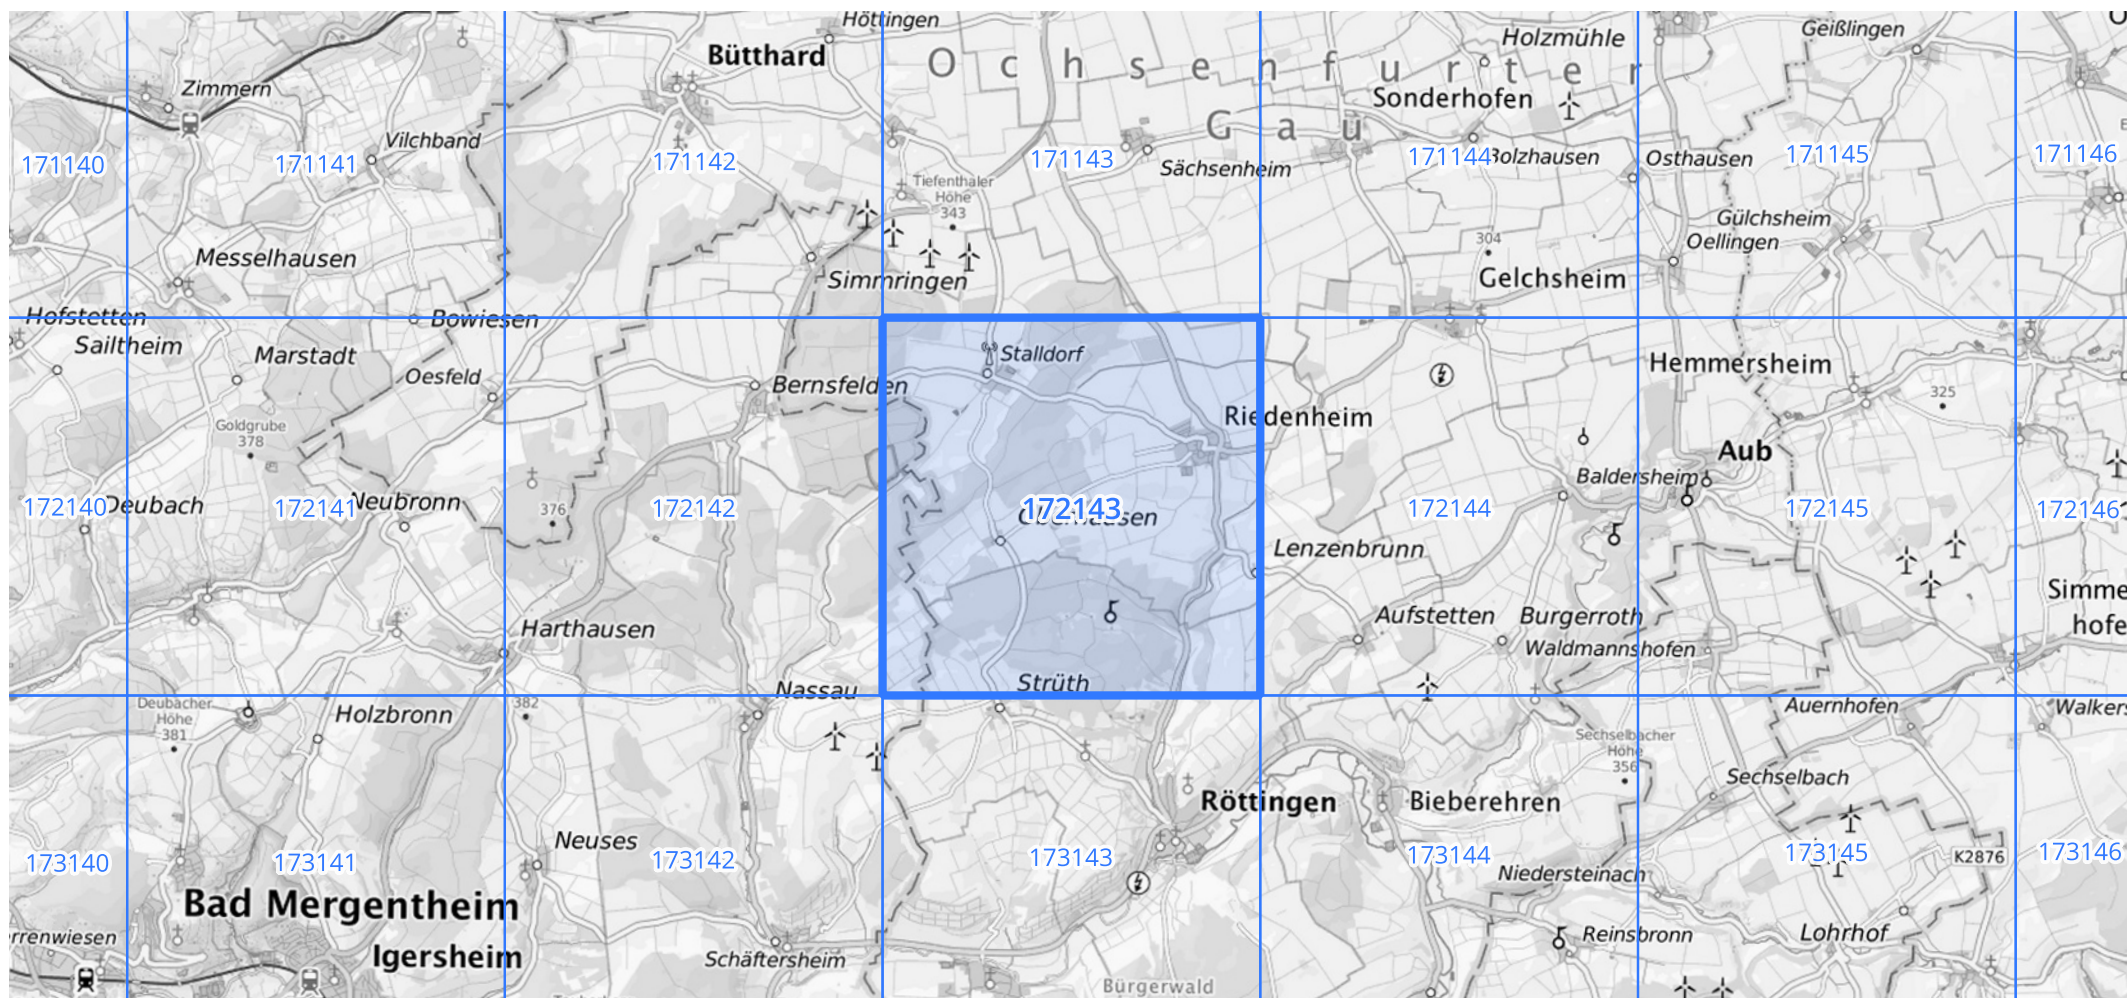 Höttingen
Bütthard
Ochsenfurter
Gau
Holzmühle
Geißlingen
Zimmern
Sonderhofen
Vilchband
171140
171141
171142
171143
Sächsenheim
171144
Bolzhausen
Osthausen
171145
171146
Tiefenthaler
Höhe
343
Gülchsheim
Oellingen
304
Messelhausen
Simmringen
Gelchsheim
Hofstetten
Sailtheim
Bowiesen
Marstadt
Oesfeld
Bernsfelden
Stalldorf
Riedenheim
Hemmersheim
325
Goldgrube
378
Aub
Baldersheim
172140
Deubach
172141
Neubronn
376
172142
172143
172144
172145
172146
Lenzenbrunn
Harthausen
Aufstetten
Burgerroth
Waldmannshofen
Simme
hofe
Nassau
Strüth
Deubacher
Höhe
381
Holzbronn
382
Sechselbacher
Höhe
356
Auernhofen
Walkers
Sechselbach
Röttingen
Bieberehren
Neuses
173140
173141
173142
173143
173144
173145
K2876
173146
Niedersteinach
Bad Mergentheim
Igersheim
rrenwiesen
Schäftersheim
Reinsbronn
Lohrhof
Bürgerwald